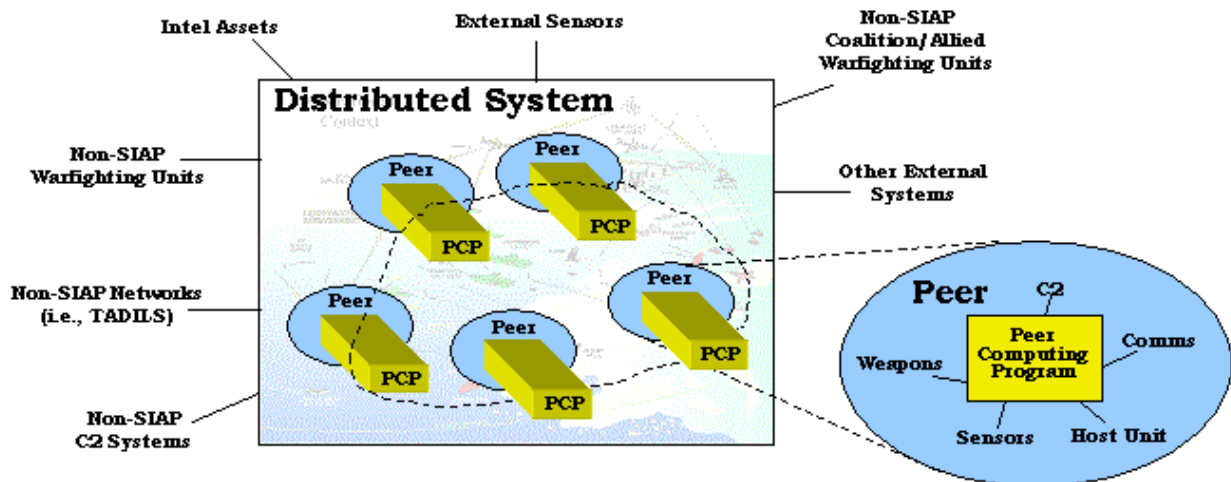 Intel Assets
External Sensors
Non-SIAP
Coalition/Allied
Warfighting Units
Distributed System
Context
Non-SIAP
Warfighting Units
Peer
PCP
Peer
PCP
Other External
Systems
Non-SIAP Networks
(i.e., TADILS)
Peer
PCP
Peer
PCP
Peer
PCP
Non-SIAP
C2 Systems
Peer
C2
Peer
Computing
Program
Comms
Weapons
Sensors
Host Unit